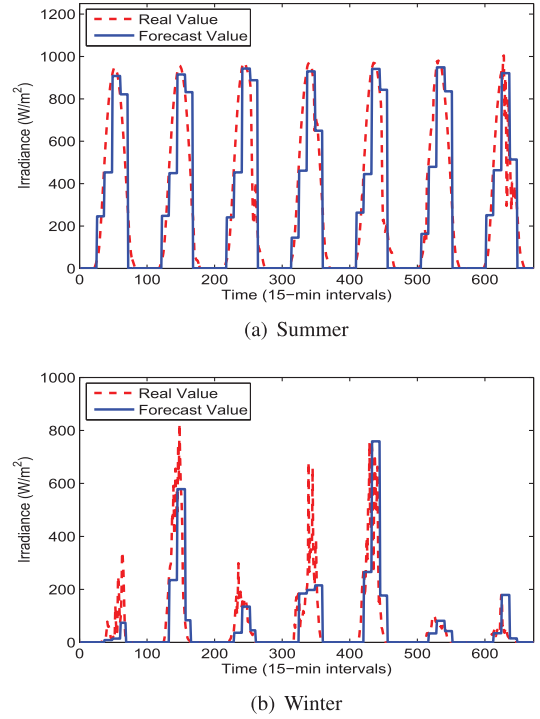 1200
1000
800
600
400
200
0
Irradiance (W/m²)
Real Value
Forecast Value
0 100 200 300 400 500 600
Time (15−min intervals)
(a) Summer
1000
800
600
400
200
0
Irradiance (W/m²)
Real Value
Forecast Value
0 100 200 300 400 500 600
Time (15−min intervals)
(b) Winter